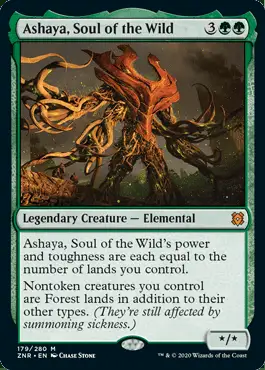 Ashaya, Soul of the Wild 3
Legendary Creature — Elemental
Ashaya, Soul of the Wild's power
and toughness are each equal to the
number of lands you control.
Nontoken creatures you control
are Forest lands in addition to their
other types. (They're still affected by
summoning sickness.)
179/280 M
ZNR • EN Chase Stone
*/*
™ & © 2020 Wizards of the Coast